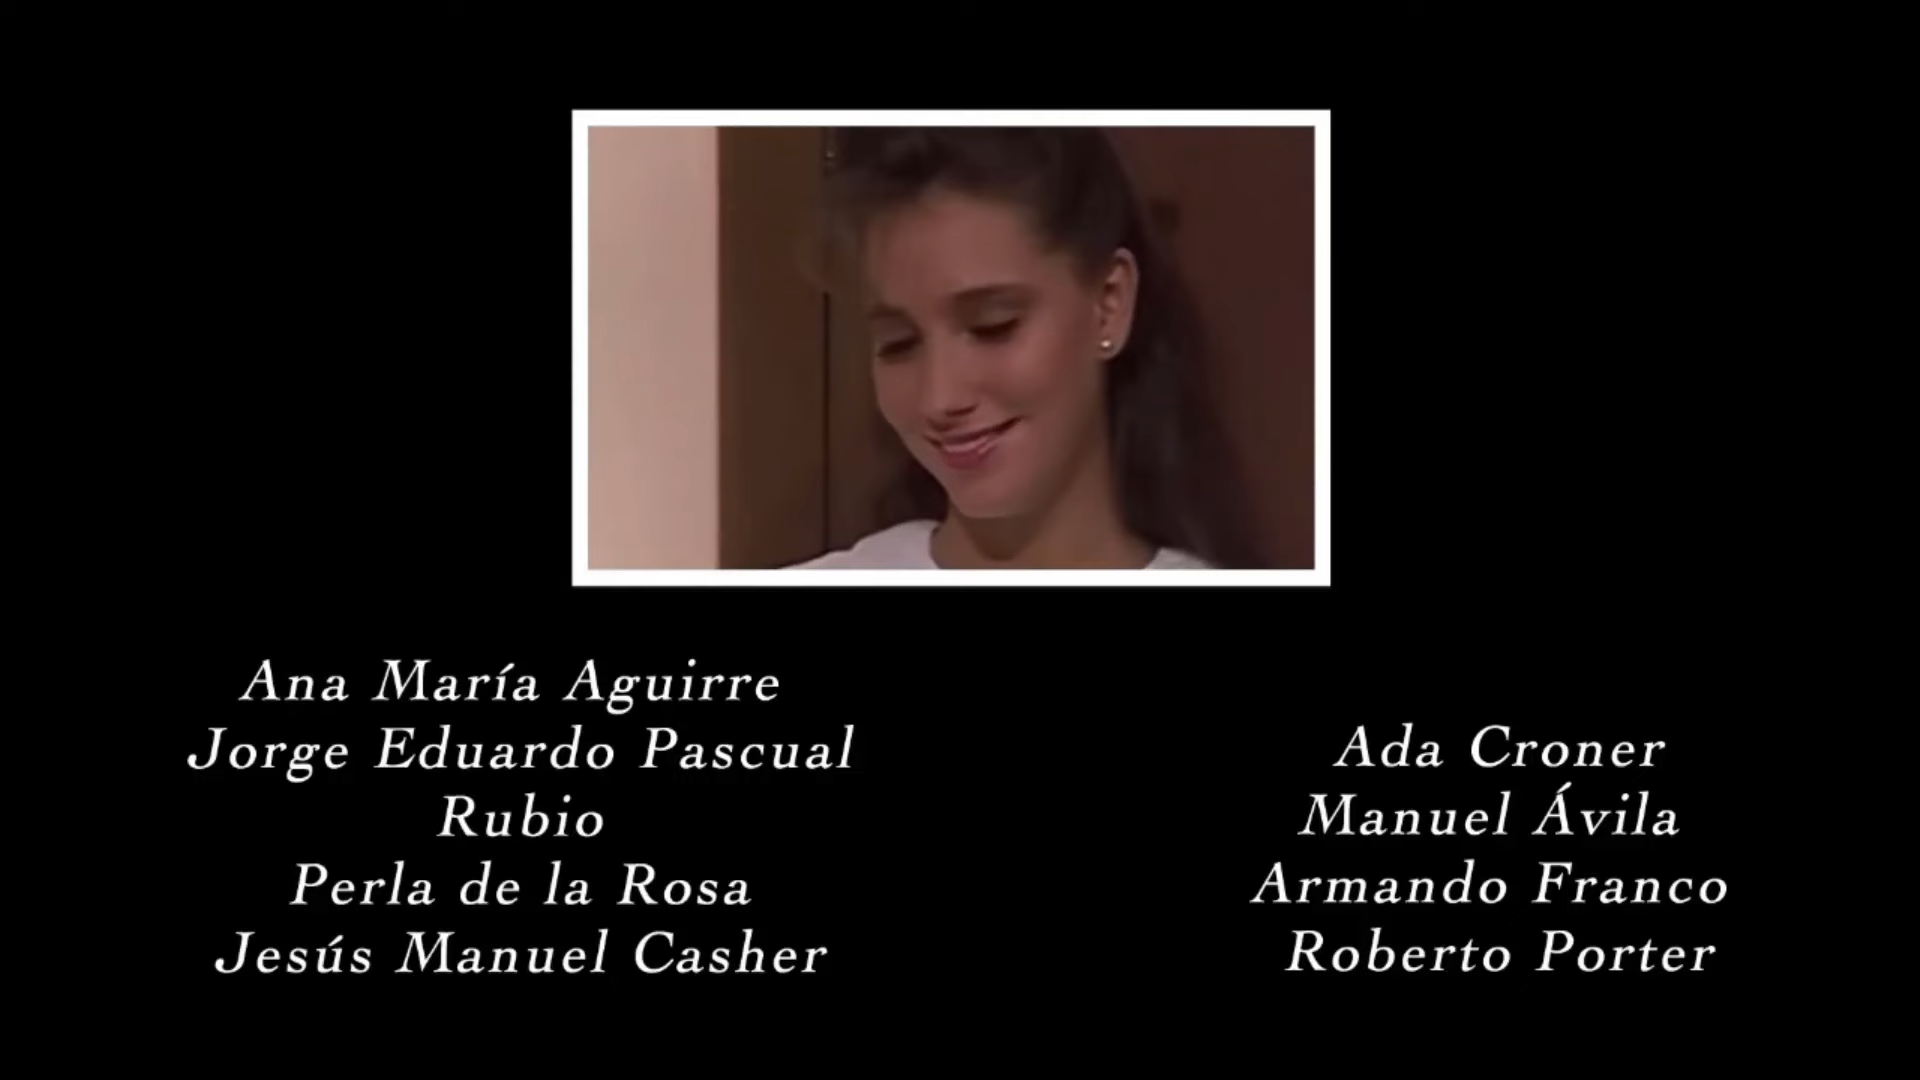 Ana María Aguirre
Jorge Eduardo Pascual
Rubio
Perla de la Rosa
Jesús Manuel Casher
Ada Croner
Manuel Ávila
Armando Franco
Roberto Porter